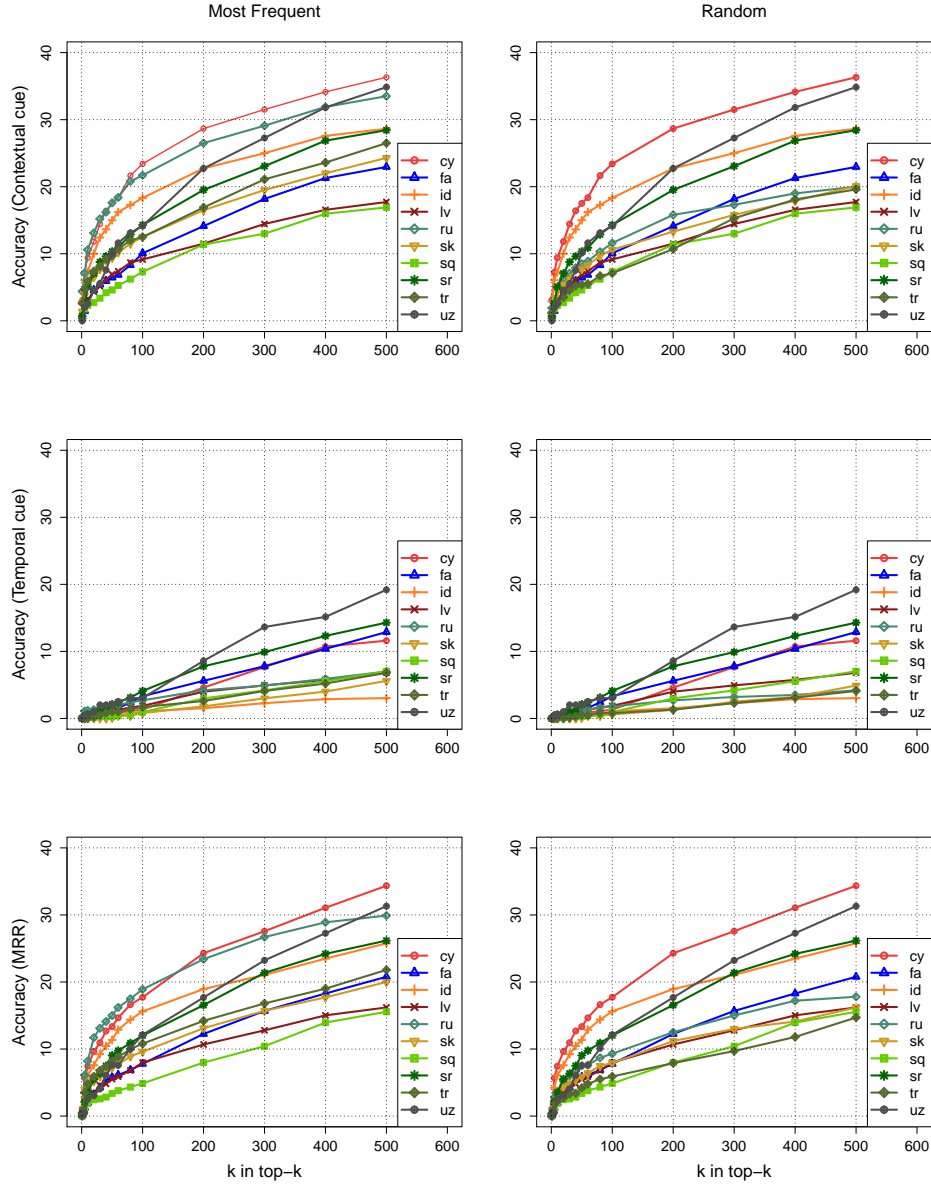 Most Frequent
Random
Accuracy (Contextual cue)
0
10
20
30
40
0
100
200
300
400
500
600
cy
fa
id
lv
ru
sk
sq
sr
tr
uz
0
10
20
30
40
0
100
200
300
400
500
600
cy
fa
id
lv
ru
sk
sq
sr
tr
uz
Accuracy (Temporal cue)
0
10
20
30
40
0
100
200
300
400
500
600
cy
fa
id
lv
ru
sk
sq
sr
tr
uz
0
10
20
30
40
0
100
200
300
400
500
600
cy
fa
id
lv
ru
sk
sq
sr
tr
uz
Accuracy (MRR)
0
10
20
30
40
0
100
200
300
400
500
600
cy
fa
id
lv
ru
sk
sq
sr
tr
uz
k in top−k
0
10
20
30
40
0
100
200
300
400
500
600
cy
fa
id
lv
ru
sk
sq
sr
tr
uz
k in top−k